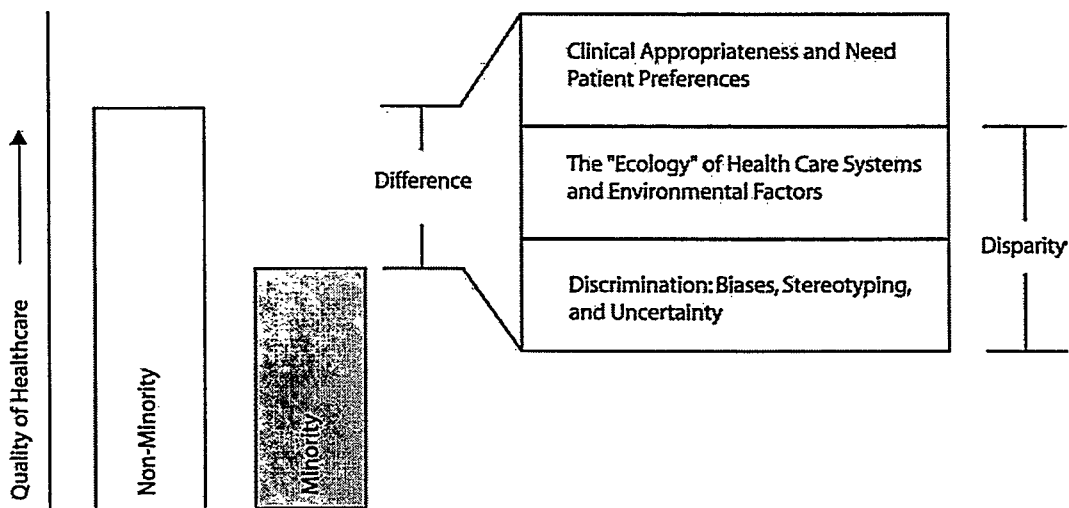 Quality of Healthcare
Non-Minority
Minority
Difference
Clinical Appropriateness and Need
Patient Preferences
The "Ecology" of Health Care Systems
and Environmental Factors
Discrimination: Biases, Stereotyping,
and Uncertainty
Disparity